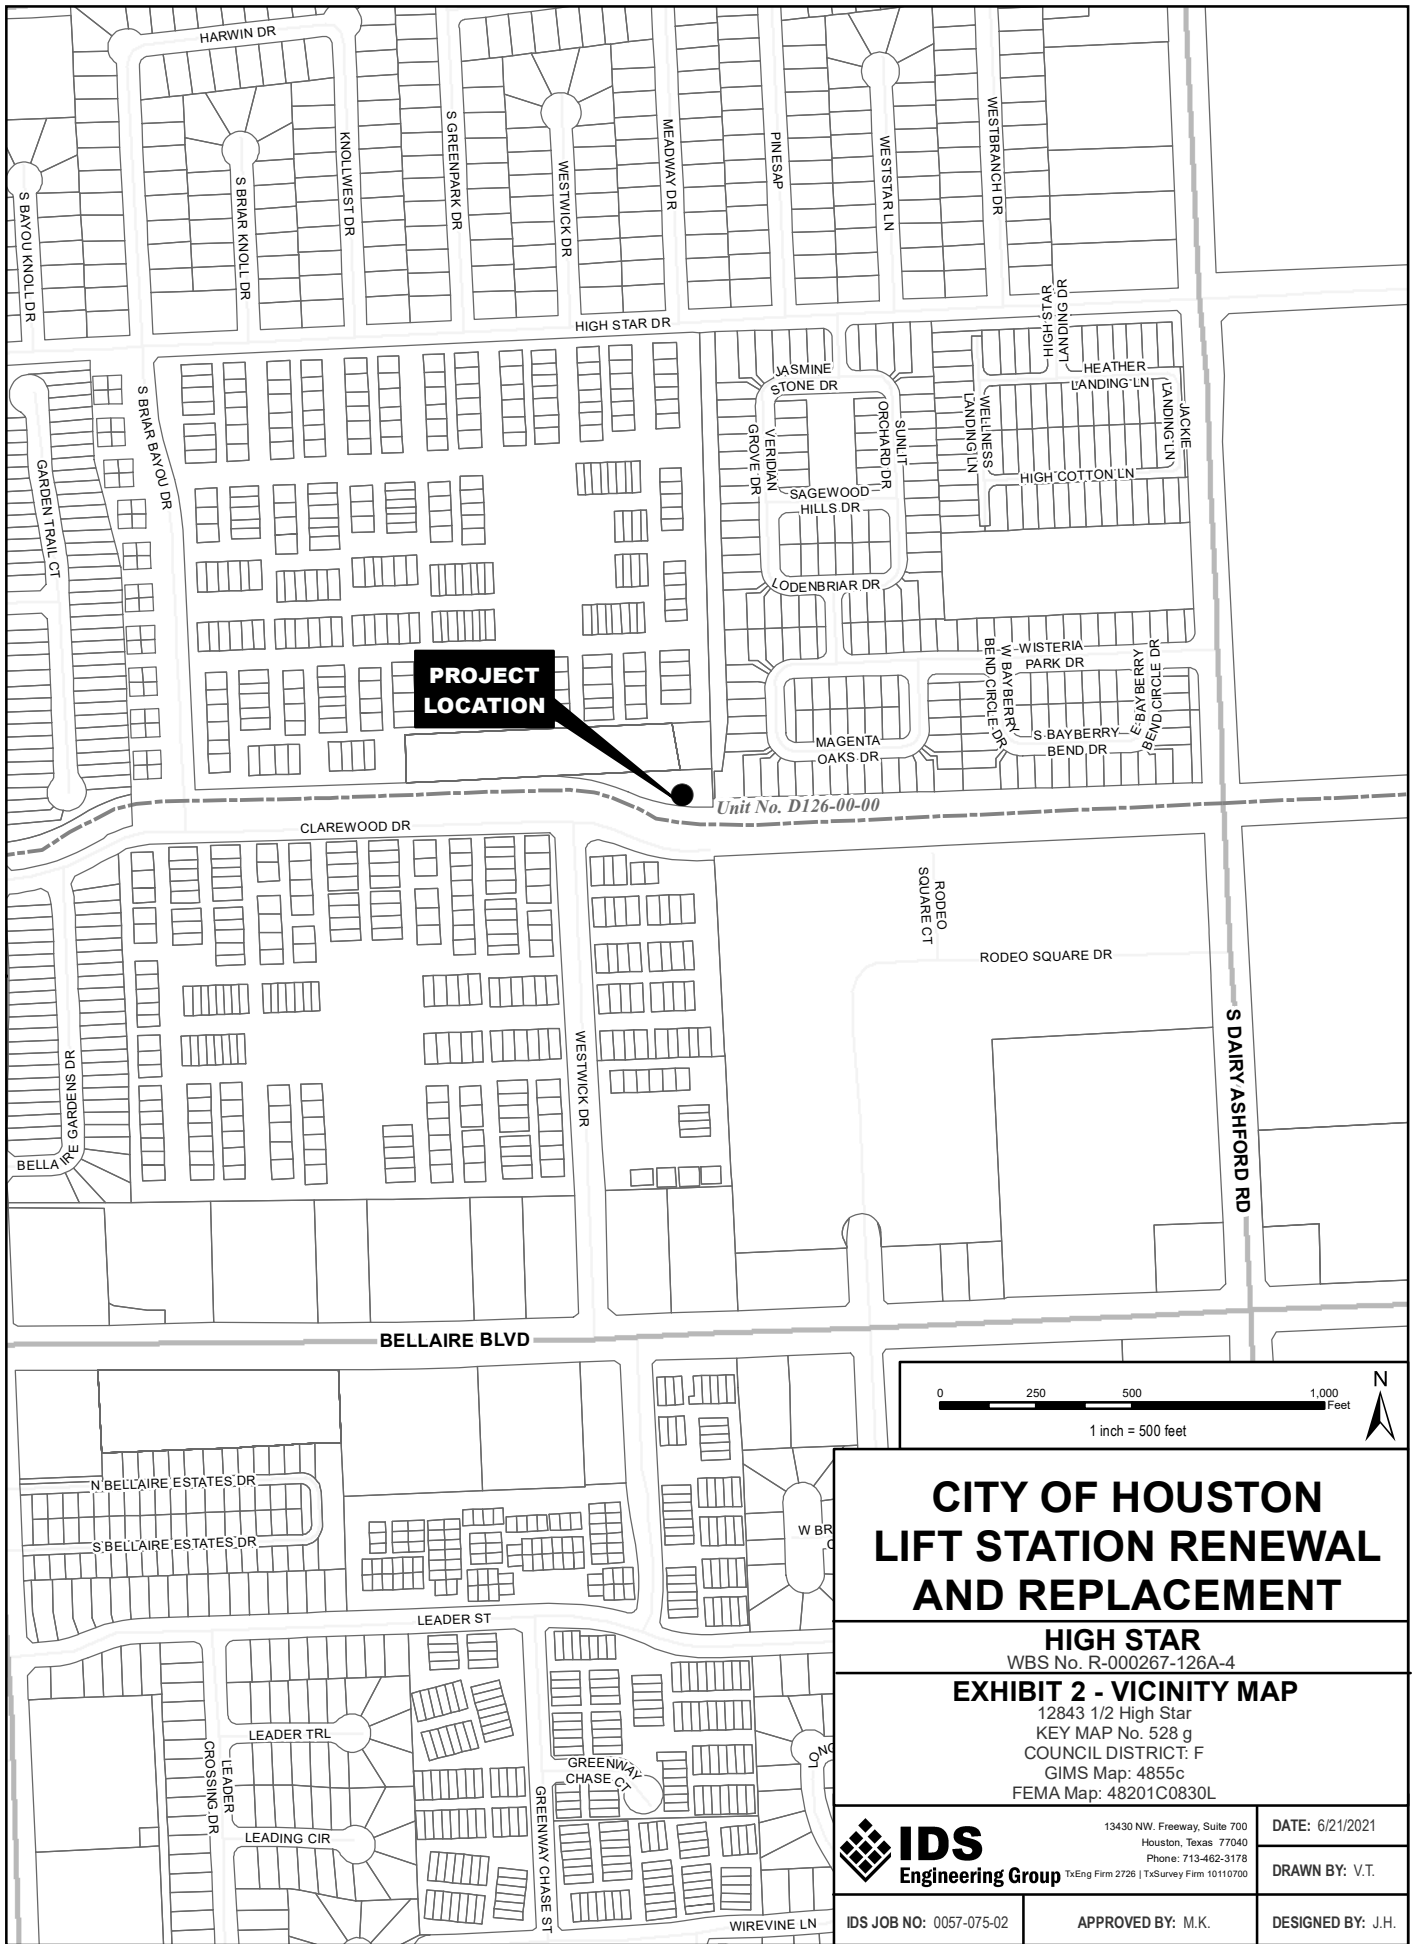 HARWIN DR
S BAYOU KNOLL DR
S BRIAR KNOLL DR
KNOLLWEST DR
S GREENPARK DR
WESTWICK DR
MEADWAY DR
PINESAP
WESTSTAR LN
WESTBRANCH DR
HIGH STAR DR
HIGH STAR
LANDING DR
JASMINE
STONE DR
HEATHER
LANDING LN
S BRIAR BAYOU DR
GARDEN TRAIL CT
VERIDIAN
GROVE DR
SUNLIT
ORCHARD DR
WELLNESS
LANDING LN
JACKIE
LANDING LN
HIGH COTTON LN
SAGEWOOD
HILLS DR
LODENBRIAR DR
WISTERIA
PARK DR
W BAYBERRY
BEND CIRCLE DR
E BAYBERRY
BEND CIRCLE DR
S BAYBERRY
BEND DR
MAGENTA
OAKS DR
PROJECT
LOCATION
Unit No. D126-00-00
CLAREWOOD DR
RODEO
SQUARE CT
RODEO SQUARE DR
WESTWICK DR
S DAIRY ASHFORD RD
BELLAIRE GARDENS DR
BELLAIRE BLVD
0 250 500 1,000
Feet
1 inch = 500 feet
N
N BELLAIRE ESTATES DR
S BELLAIRE ESTATES DR
W BR
LEADER ST
LEADER TRL
LEADER
CROSSING DR
LEADING CIR
GREENWAY
CHASE CT
GREENWAY CHASE ST
LONG
WIREVINE LN
CITY OF HOUSTON
LIFT STATION RENEWAL
AND REPLACEMENT
HIGH STAR
WBS No. R-000267-126A-4
EXHIBIT 2 - VICINITY MAP
12843 1/2 High Star
KEY MAP No. 528 g
COUNCIL DISTRICT: F
GIMS Map: 4855c
FEMA Map: 48201C0830L
IDS
Engineering Group
13430 NW. Freeway, Suite 700
Houston, Texas 77040
Phone: 713-462-3178
TxEng Firm 2726 | TxSurvey Firm 10110700
DATE: 6/21/2021
DRAWN BY: V.T.
IDS JOB NO: 0057-075-02
APPROVED BY: M.K.
DESIGNED BY: J.H.